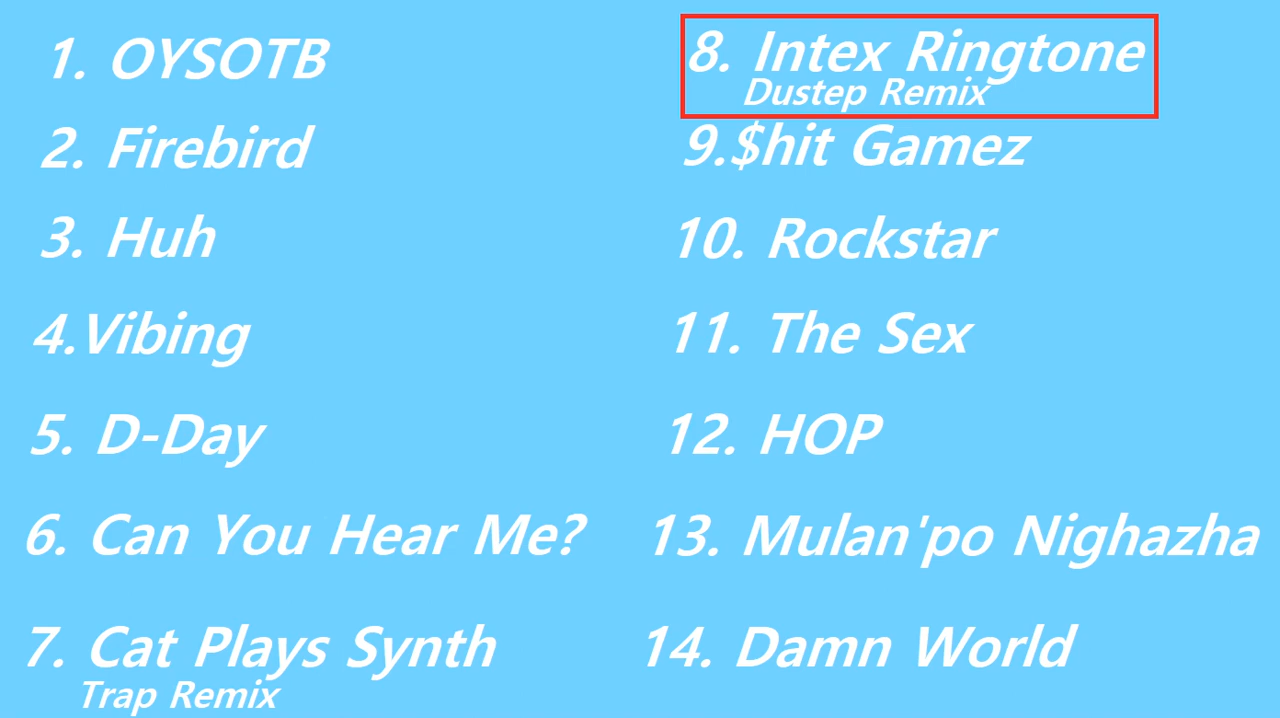 1. OYSOTB
2. Firebird
3. Huh
4.Vibing
5. D-Day
6. Can You Hear Me?
7. Cat Plays Synth
Trap Remix
8. Intex Ringtone
Dustep Remix
9.$hit Gamez
10. Rockstar
11. The Sex
12. HOP
13. Mulan'po Nighazha
14. Damn World